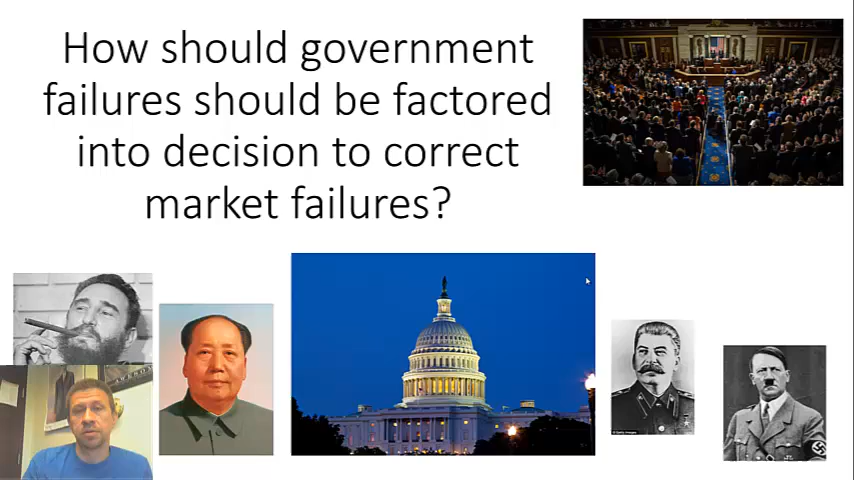 How should government
failures should be factored
into decision to correct
market failures?